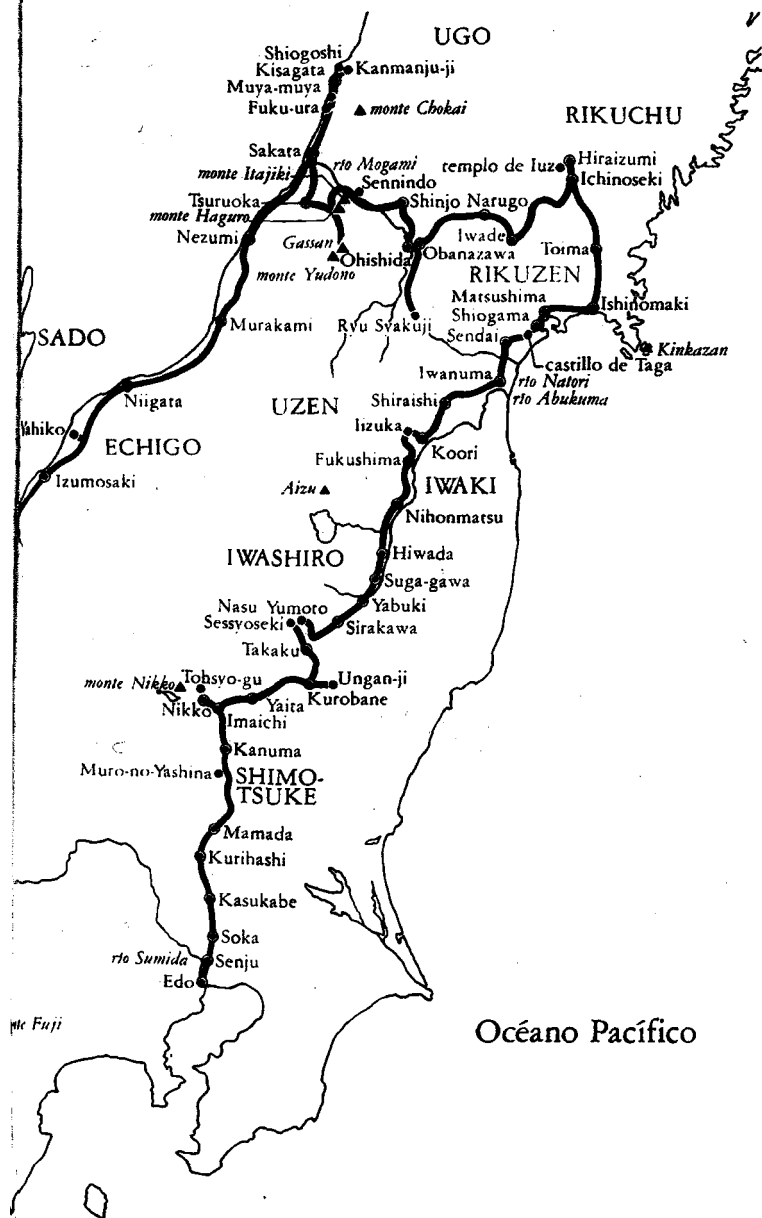 UGO
Shiogoshi
Kisagata
Kanmanju-ji
Muya-muya
Fuku-ura
monte Chokai
RIKUCHU
Sakata
río Mogami
templo de Iuz
Hiraizumi
monte Itajiki
Sennindo
Ichinoseki
Tsuruoka
Shinjo
Narugo
monte Haguro
Nezumi
Gassan
Ohishida
Obanazawa
Iwade
Toima
monte Yudono
RIKUZEN
Matsushima
Ishinomaki
Murakami
Ryu Syakuji
Shiogama
SADO
Sendai
Kinkazan
castillo de Taga
Iwanuma
río Natori
Niigata
UZEN
Shiraishi
río Abukuma
Yahiko
ECHIGO
Iizuka
Koori
Fukushima
Izumosaki
Aizu
IWAKI
Nihonmatsu
IWASHIRO
Hiwada
Suga-gawa
Nasu Yumoto
Yabuki
Sessyoseki
Sirakawa
Takaku
monte Nikko
Tohsyo-gu
Ungan-ji
Nikko
Yaita
Kurobane
Imaichi
Kanuma
Muro-no-Yashina
SHIMO-
TSUKE
Mamada
Kurihashi
Kasukabe
Soka
río Sumida
Senju
Edo
Fuji
Océano Pacífico